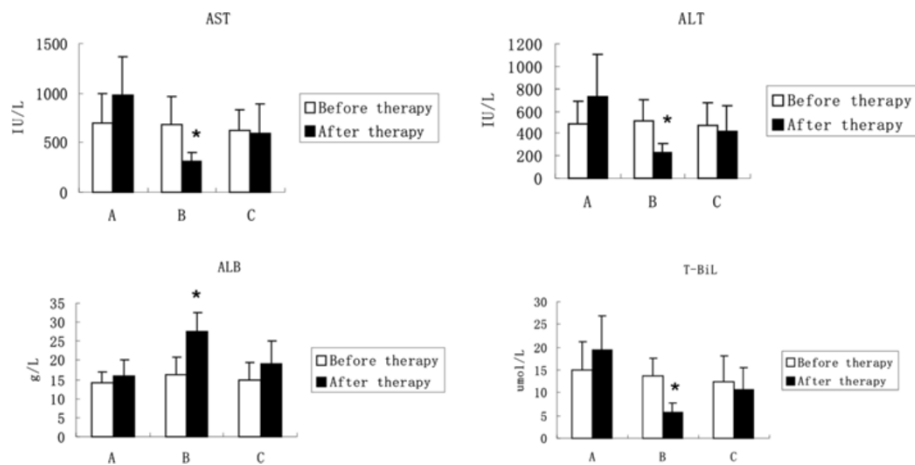 AST
1500
1000
500
0
IU/L
*
A B C
Before therapy
After therapy
ALT
1200
1000
800
600
400
200
0
IU/L
*
A B C
Before therapy
After therapy
ALB
35
30
25
20
15
10
5
0
g/L
*
A B C
Before therapy
After therapy
T-BiL
30
25
20
15
10
5
0
umol/L
*
A B C
Before therapy
After therapy